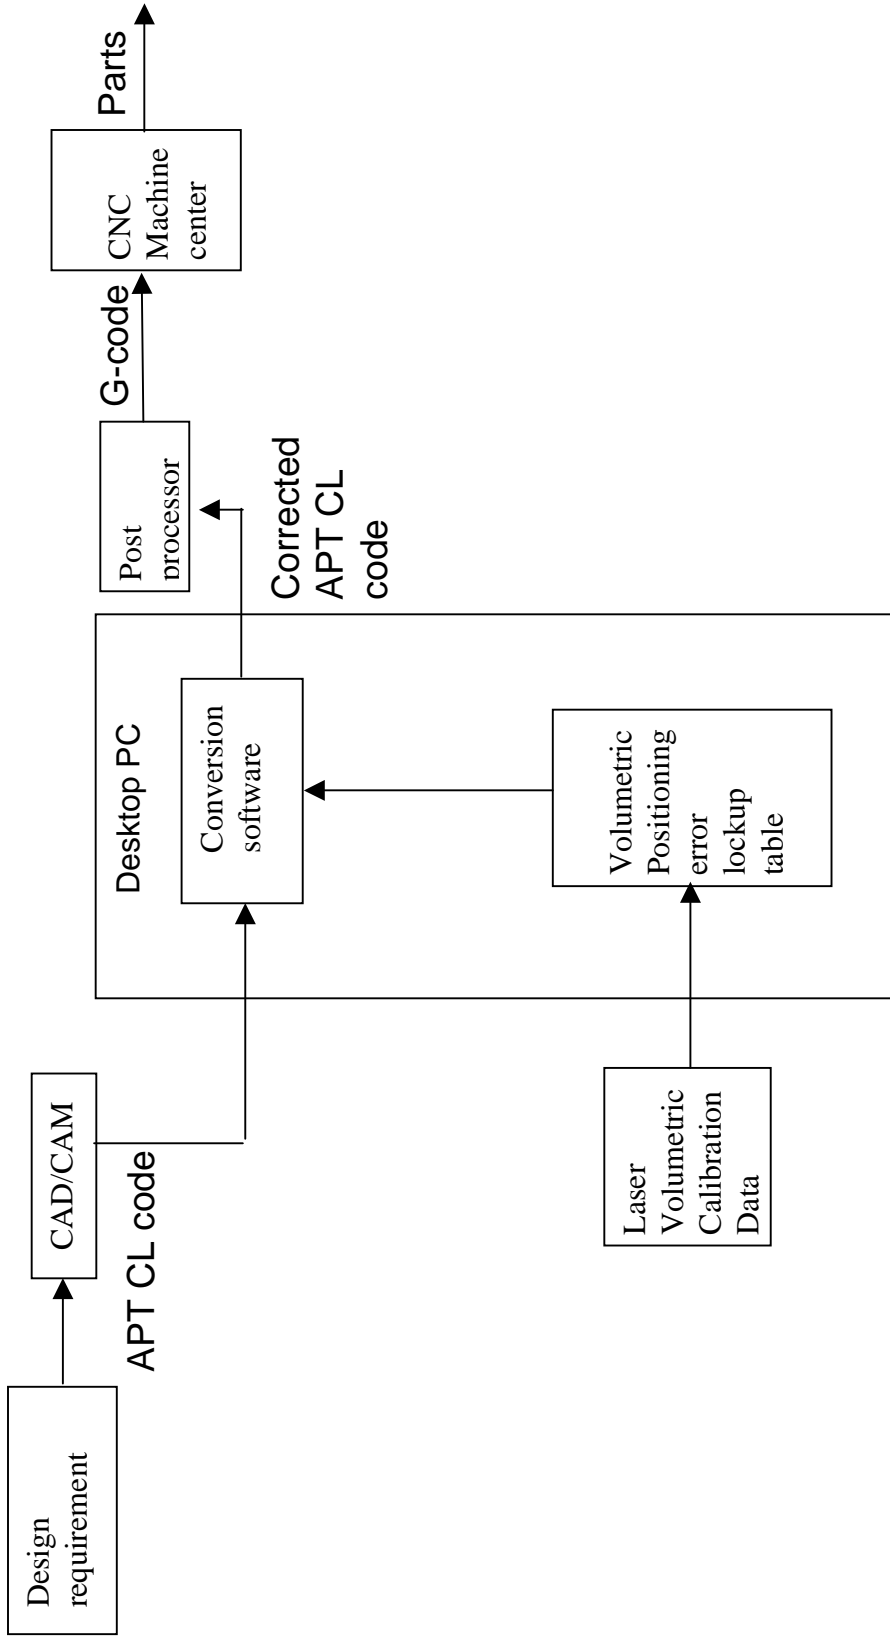 Design
requirement
CAD/CAM
APT CL code
Desktop PC
Conversion
software
Laser
Volumetric
Calibration
Data
Volumetric
Positioning
error
lockup
table
Corrected
APT CL
code
Post
processor
G-code
CNC
Machine
center
Parts